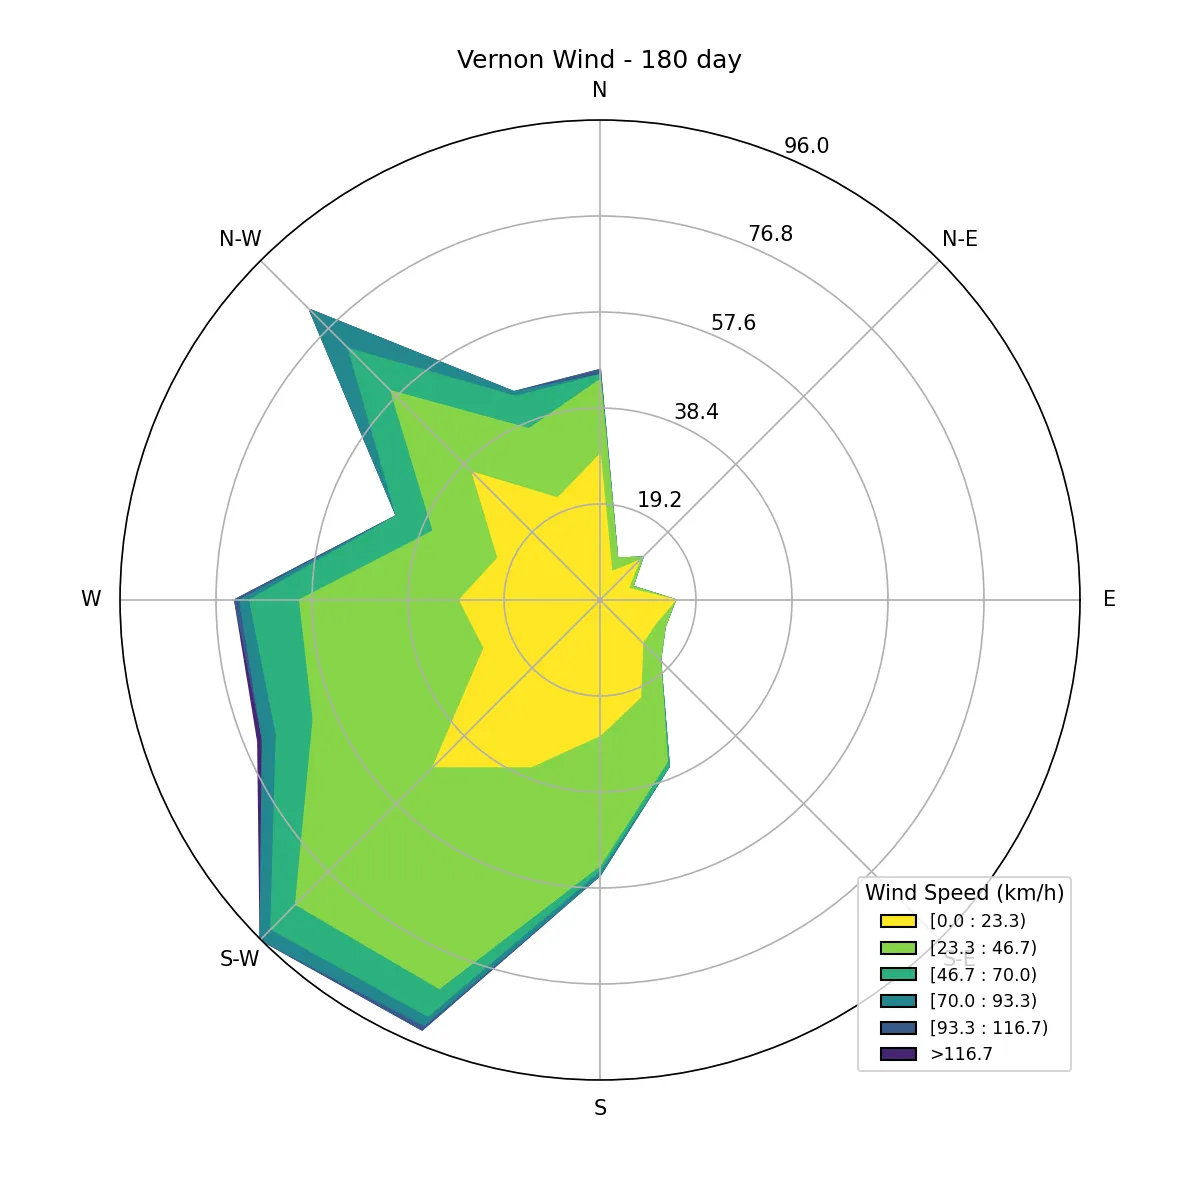 Vernon Wind - 180 day
N
96.0
N-W
76.8
N-E
57.6
38.4
19.2
W
E
S-W
S-E
Wind Speed (km/h)
[0.0 : 23.3)
[23.3 : 46.7)
[46.7 : 70.0)
[70.0 : 93.3)
[93.3 : 116.7)
>116.7
S